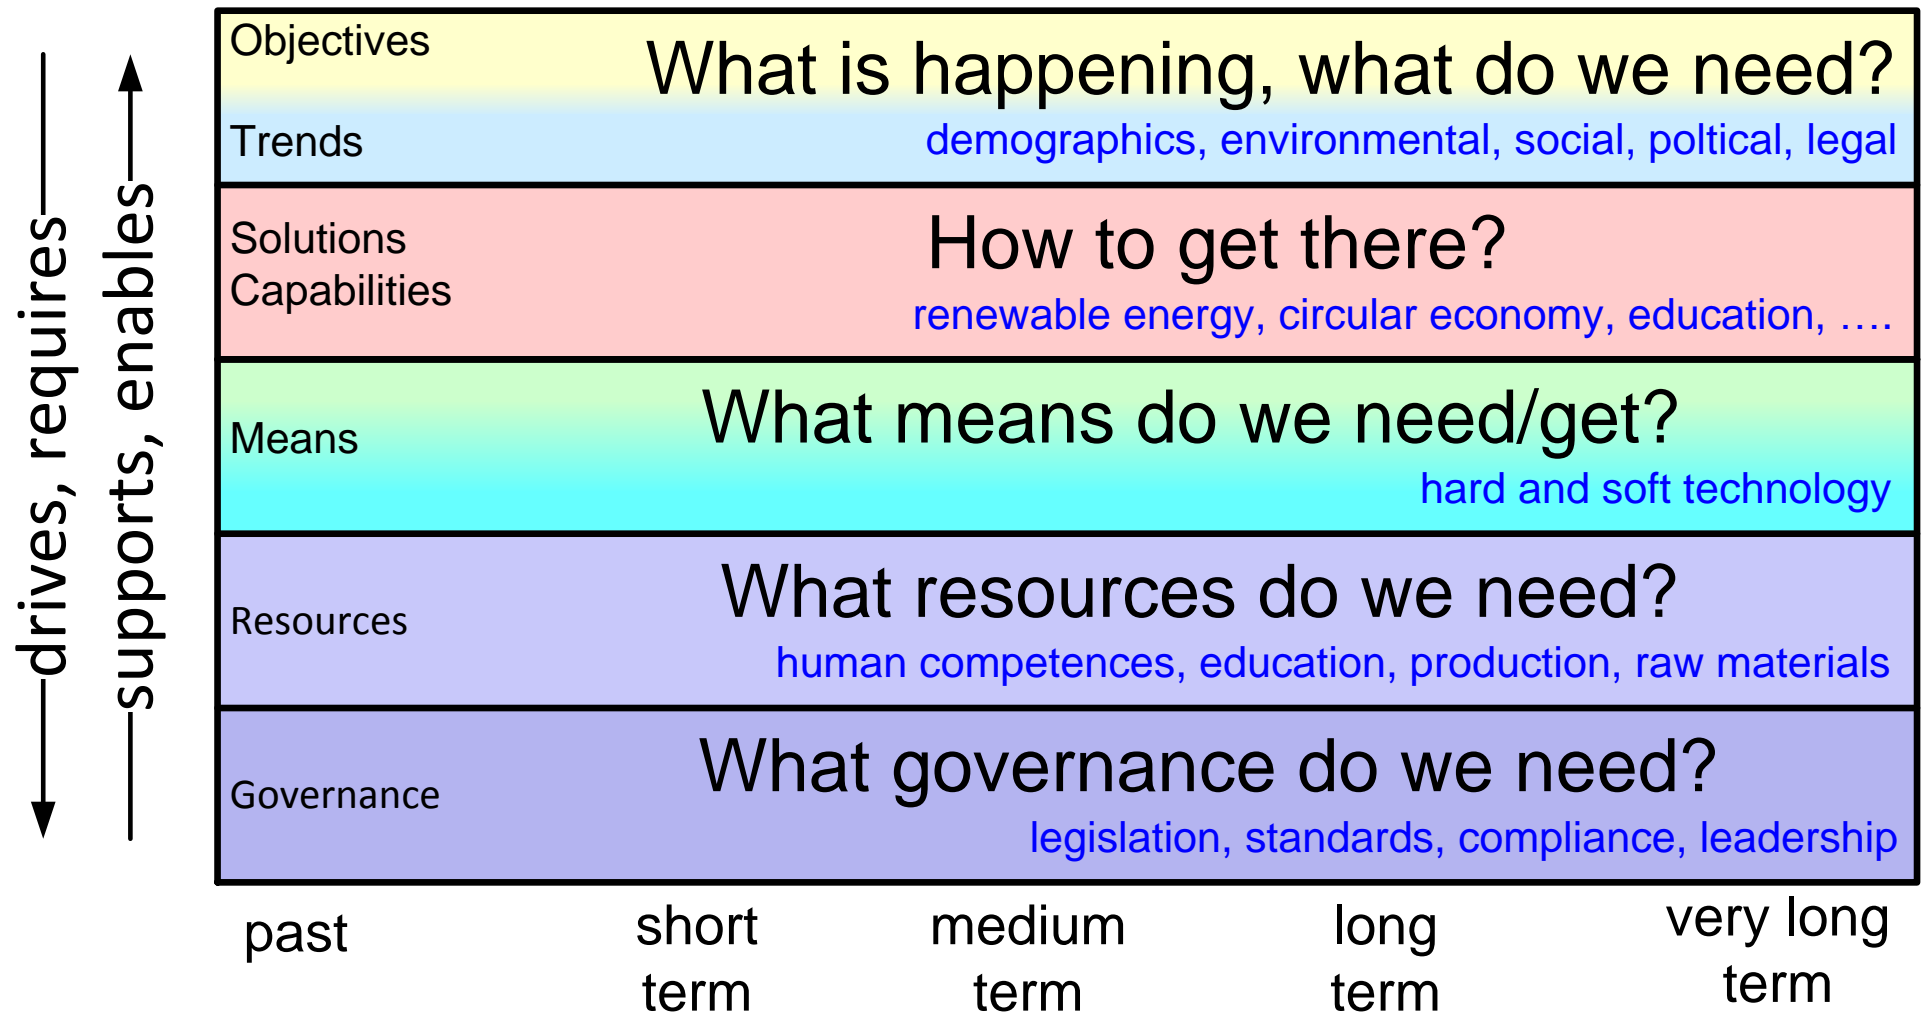 Objectives
What is happening, what do we need?
Trends
demographics, environmental, social, poltical, legal
Solutions
Capabilities
How to get there?
renewable energy, circular economy, education, ….
Means
What means do we need/get?
hard and soft technology
Resources
What resources do we need?
human competences, education, production, raw materials
Governance
What governance do we need?
legislation, standards, compliance, leadership
drives, requires
supports, enables
past
short
term
medium
term
long
term
very long
term